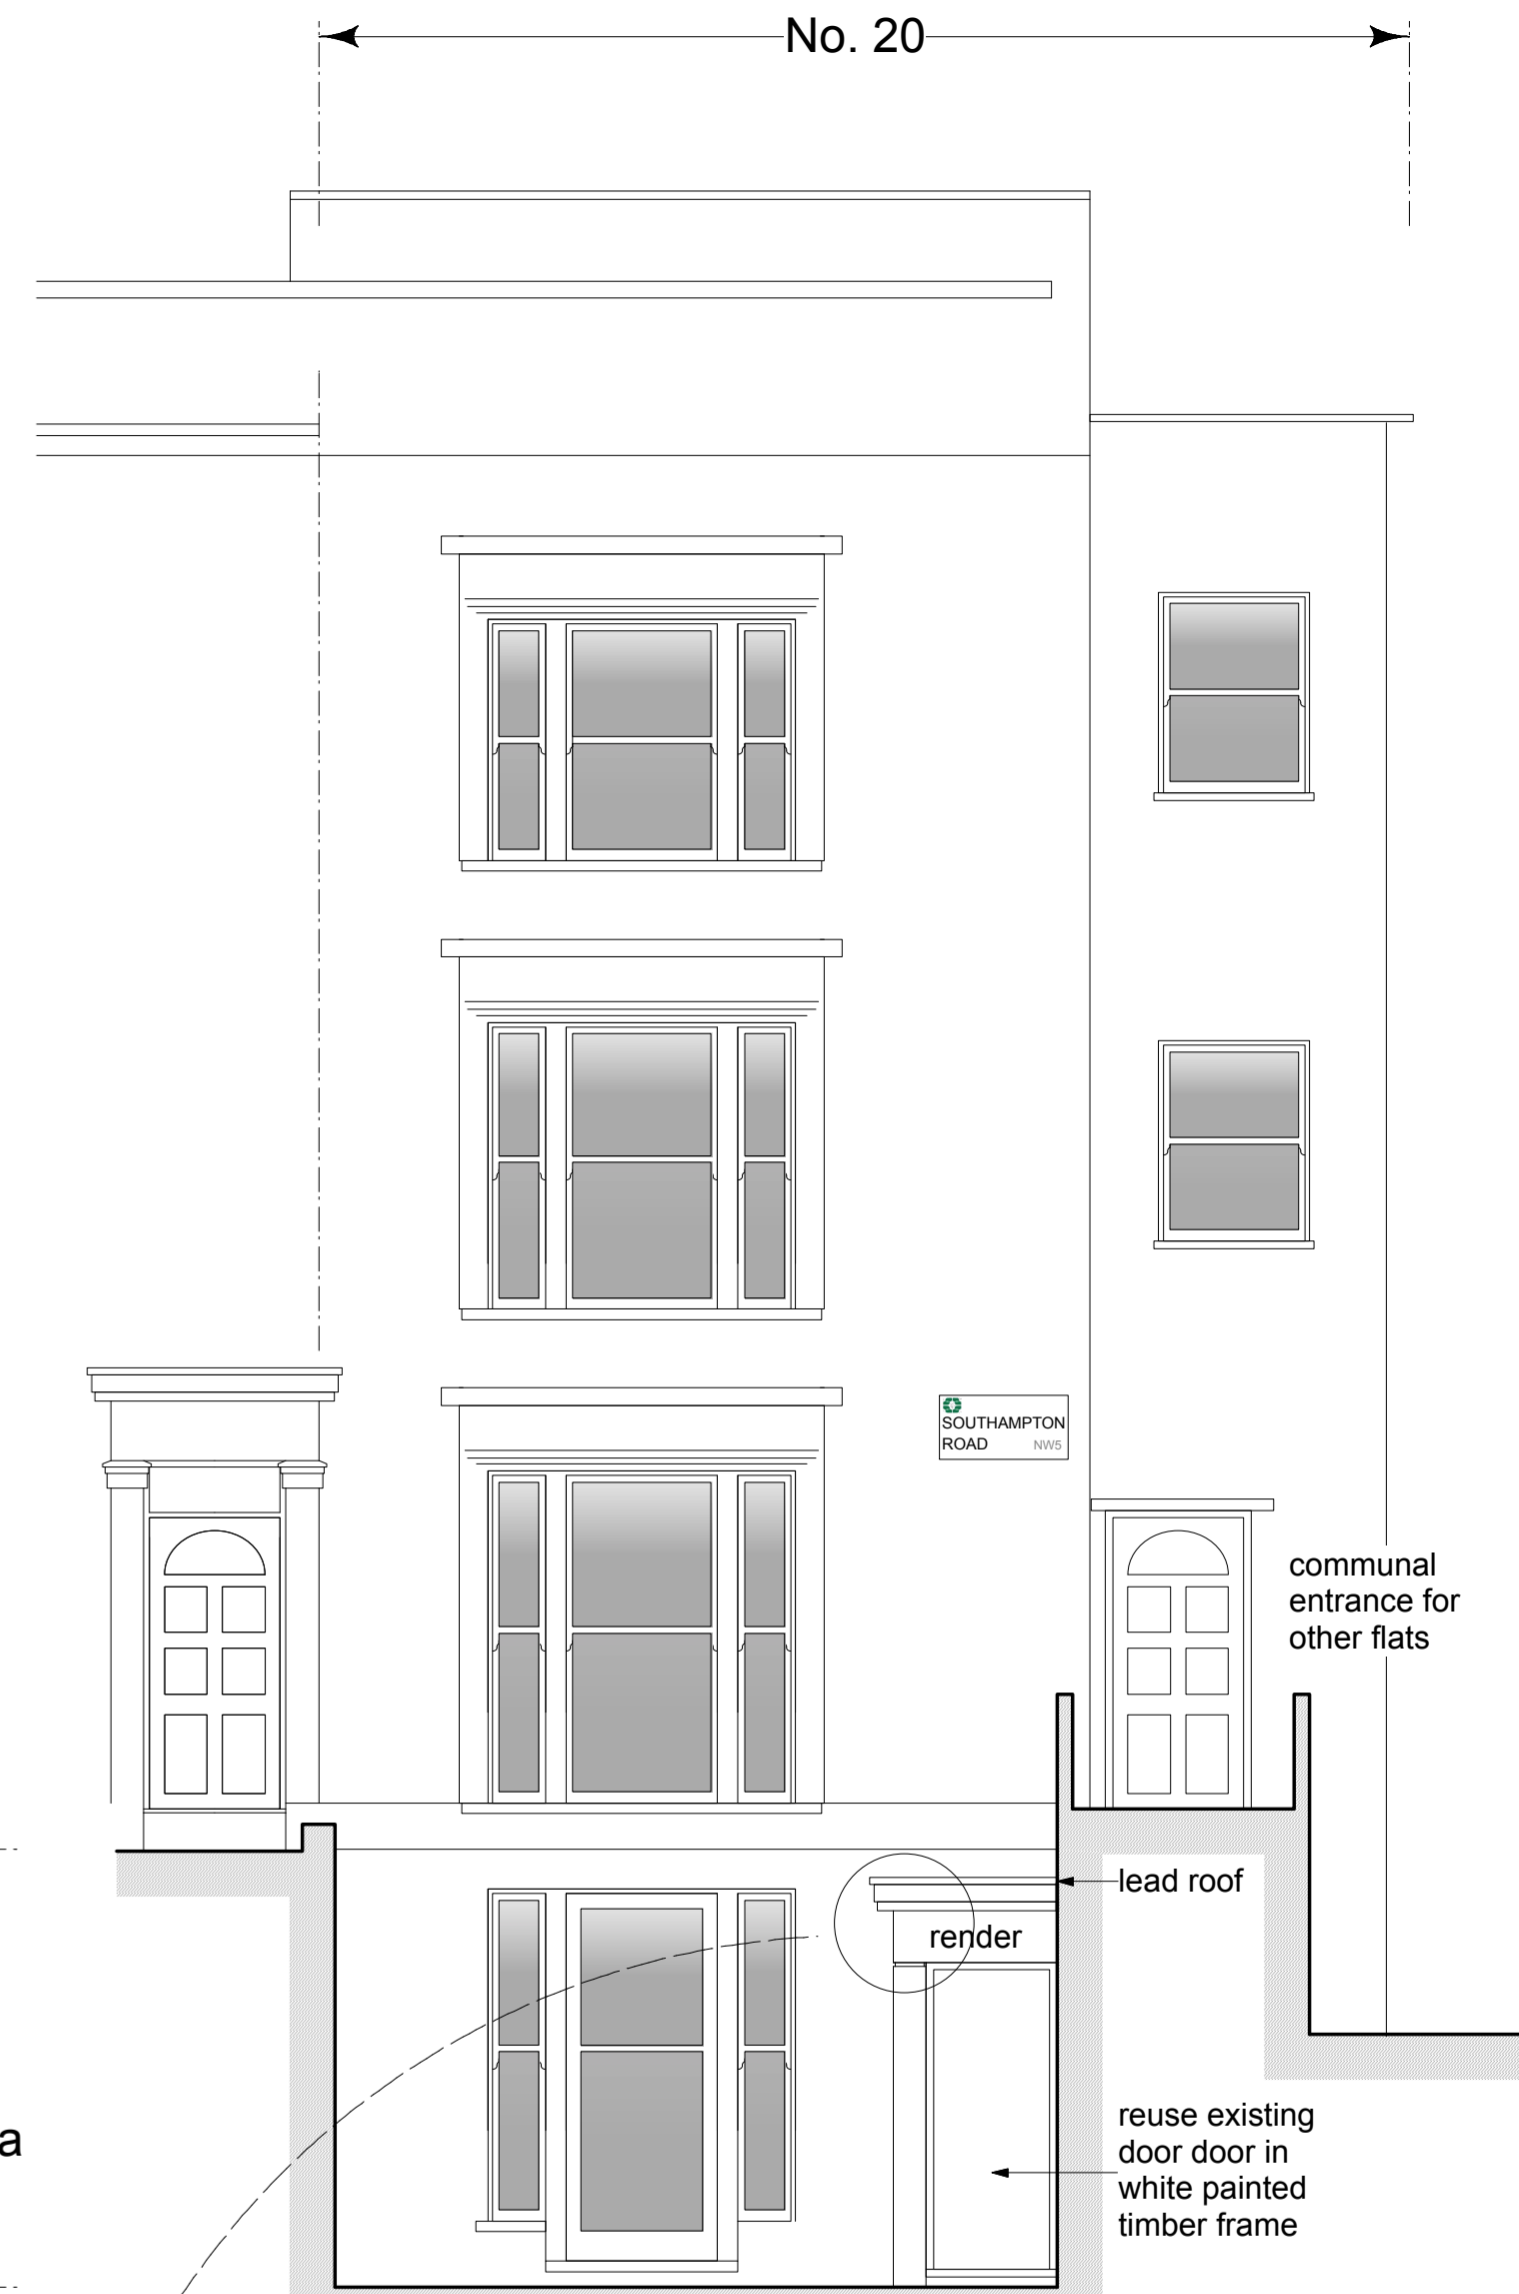 No. 20
SOUTHAMPTON
ROAD NW5
communal
entrance for
other flats
lead roof
render
a
reuse existing
door door in
white painted
timber frame